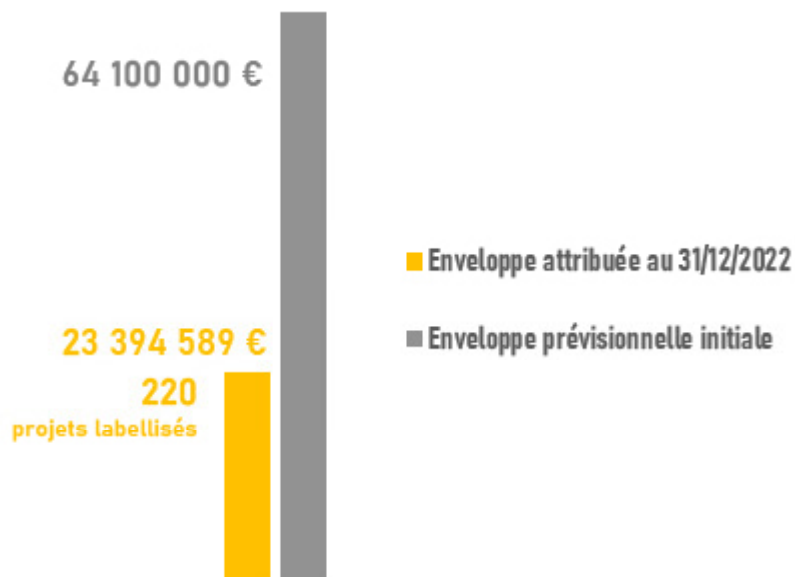 64 100 000 €
23 394 589 €
220
projets labellisés
Enveloppe attribuée au 31/12/2022
Enveloppe prévisionnelle initiale